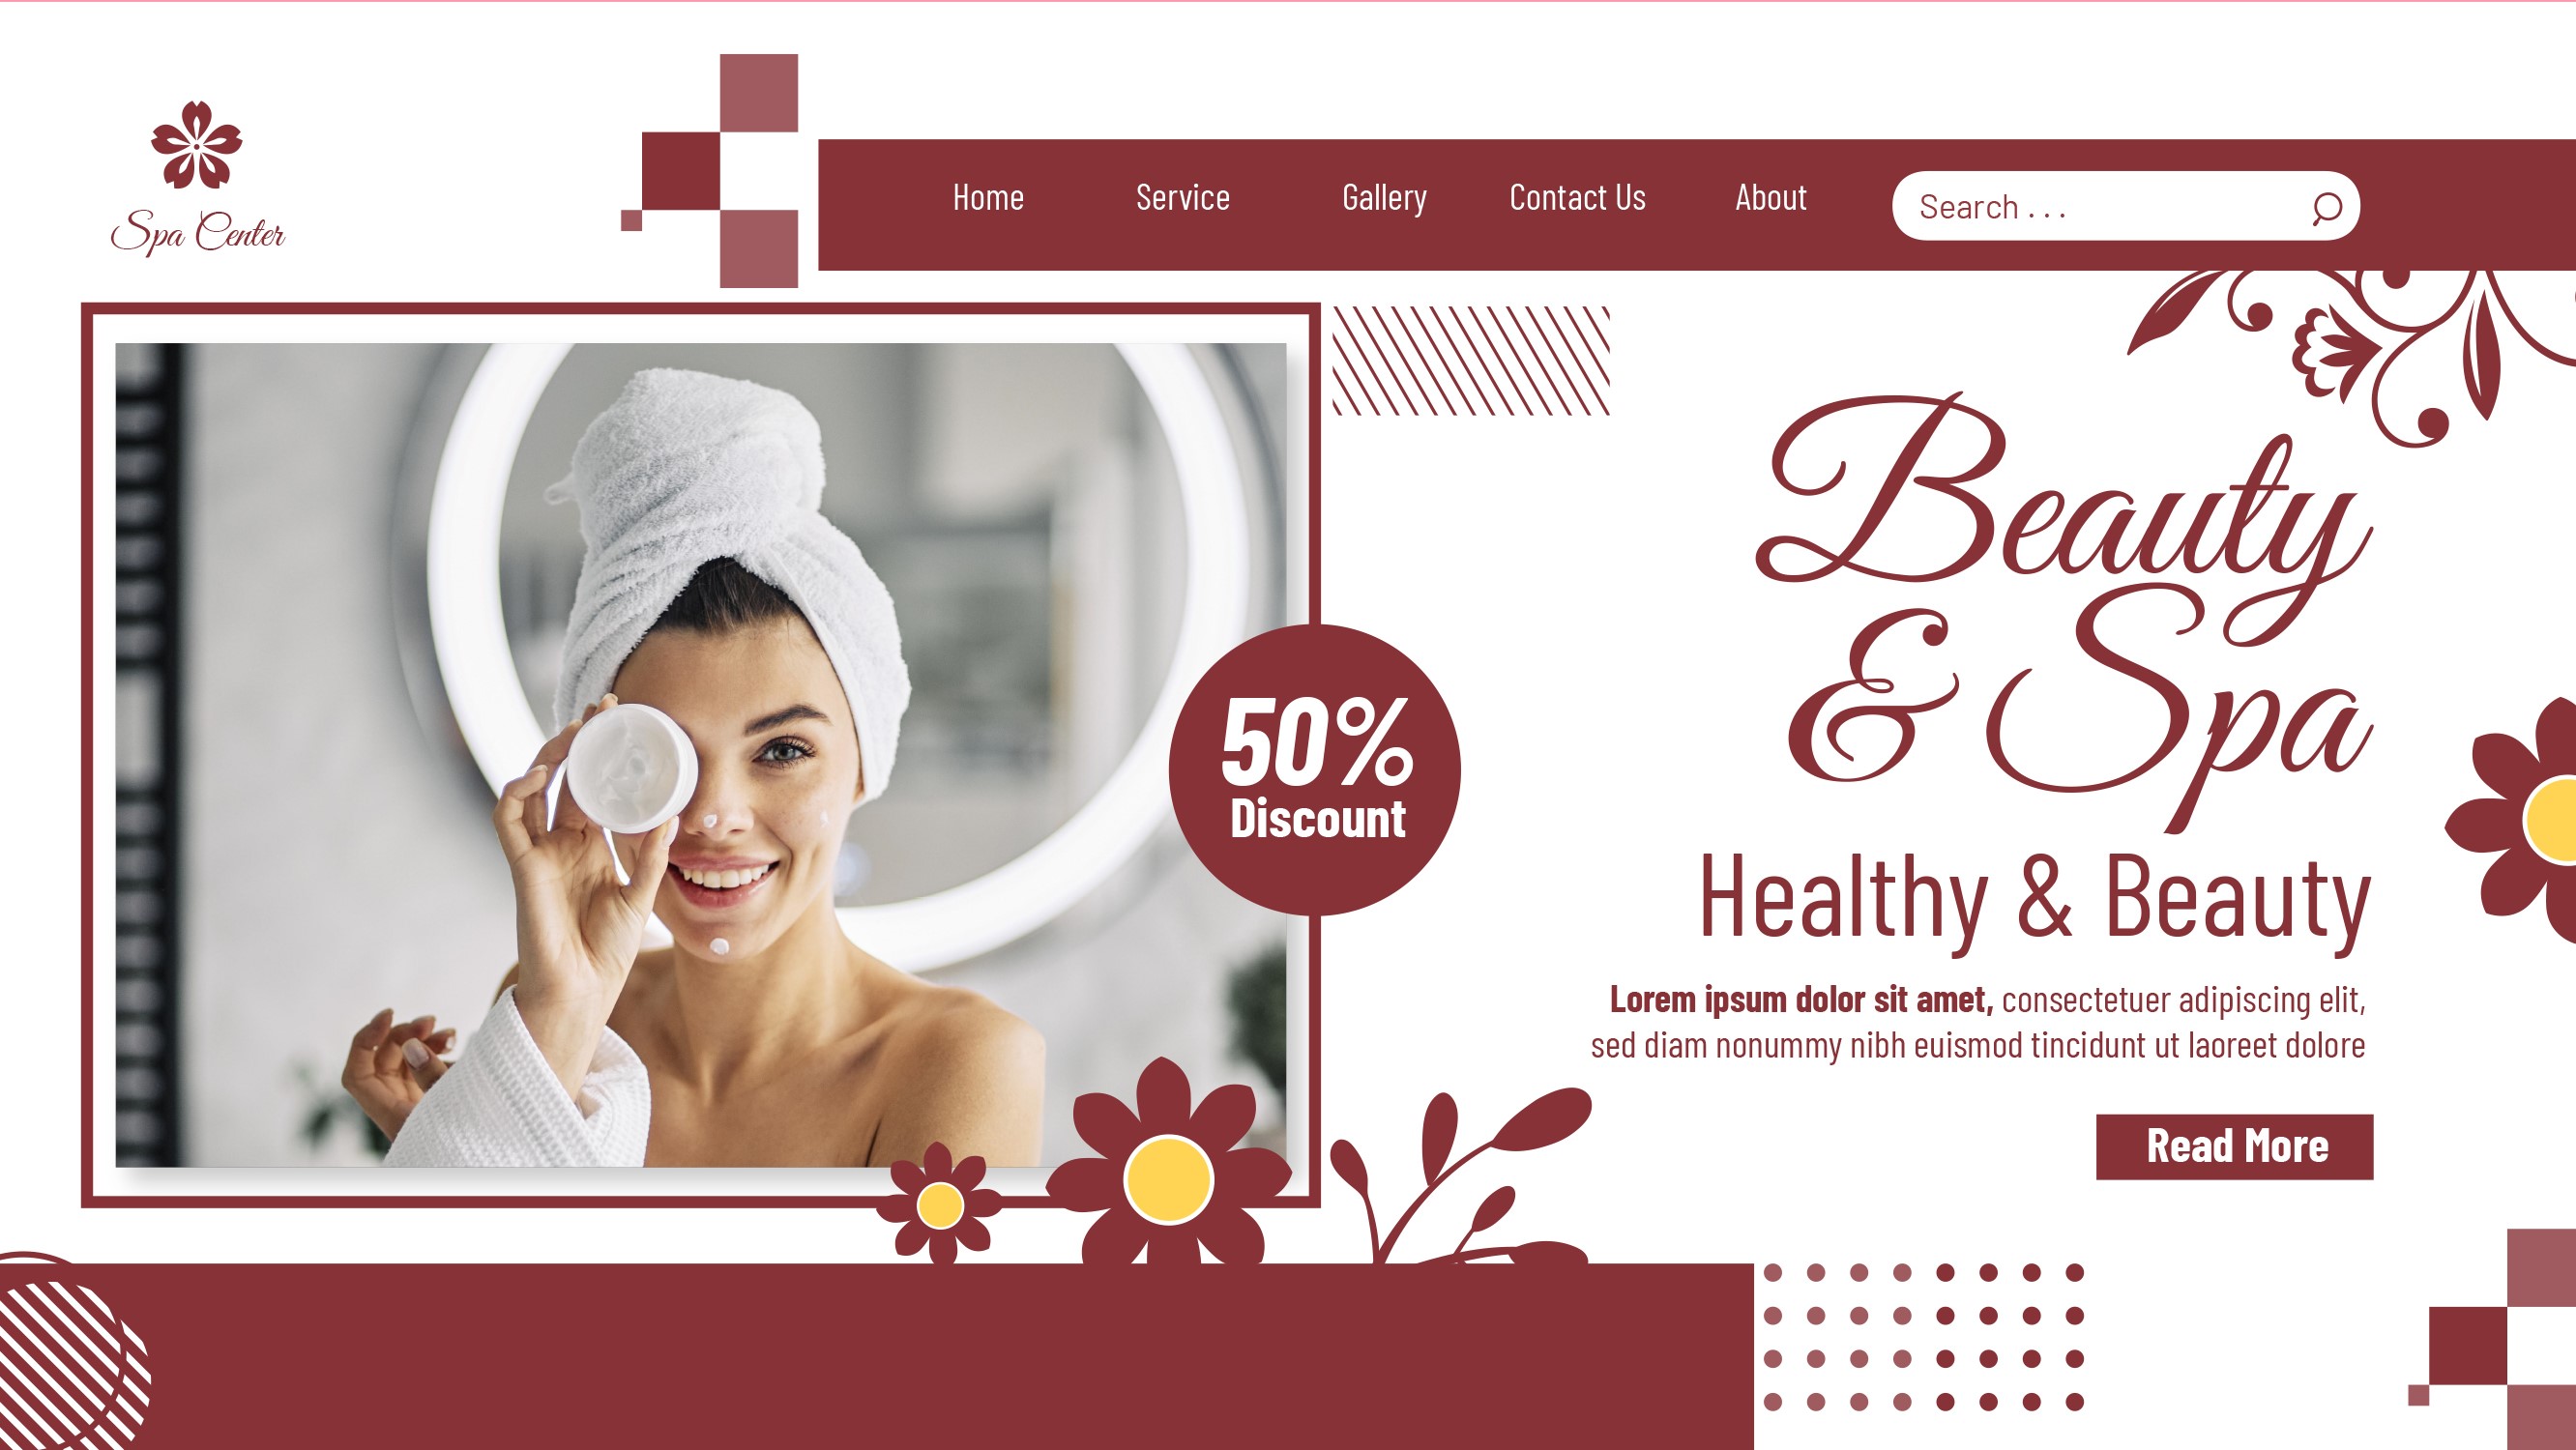 Spa Center
Home Service Gallery Contact Us About
Search . . .
Beauty
& Spa
50%
Discount
Healthy & Beauty
Lorem ipsum dolor sit amet, consectetuer adipiscing elit,
sed diam nonummy nibh euismod tincidunt ut laoreet dolore
Read More